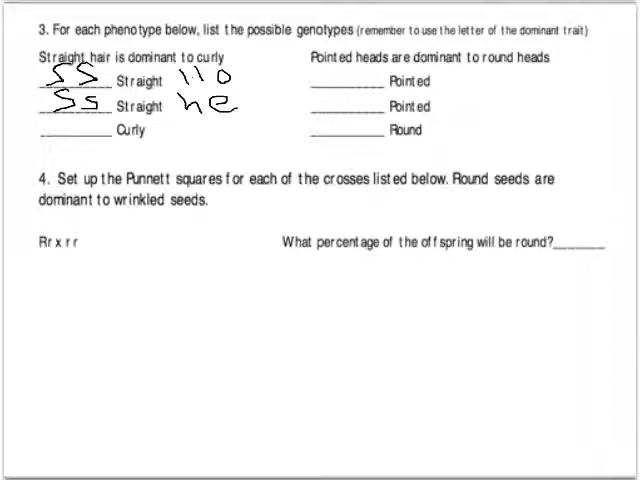 3. For each phenotype below, list the possible genotypes (remember to use the letter of the dominant trait)
Straight hair is dominant to curly
SS Straight
Ss Straight he
Curly
Pointed heads are dominant to round heads
Pointed
Pointed
Round
4. Set up the Punnett squares for each of the crosses listed below. Round seeds are
dominant to wrinkled seeds.
Rr x rr
What percentage of the offspring will be round?